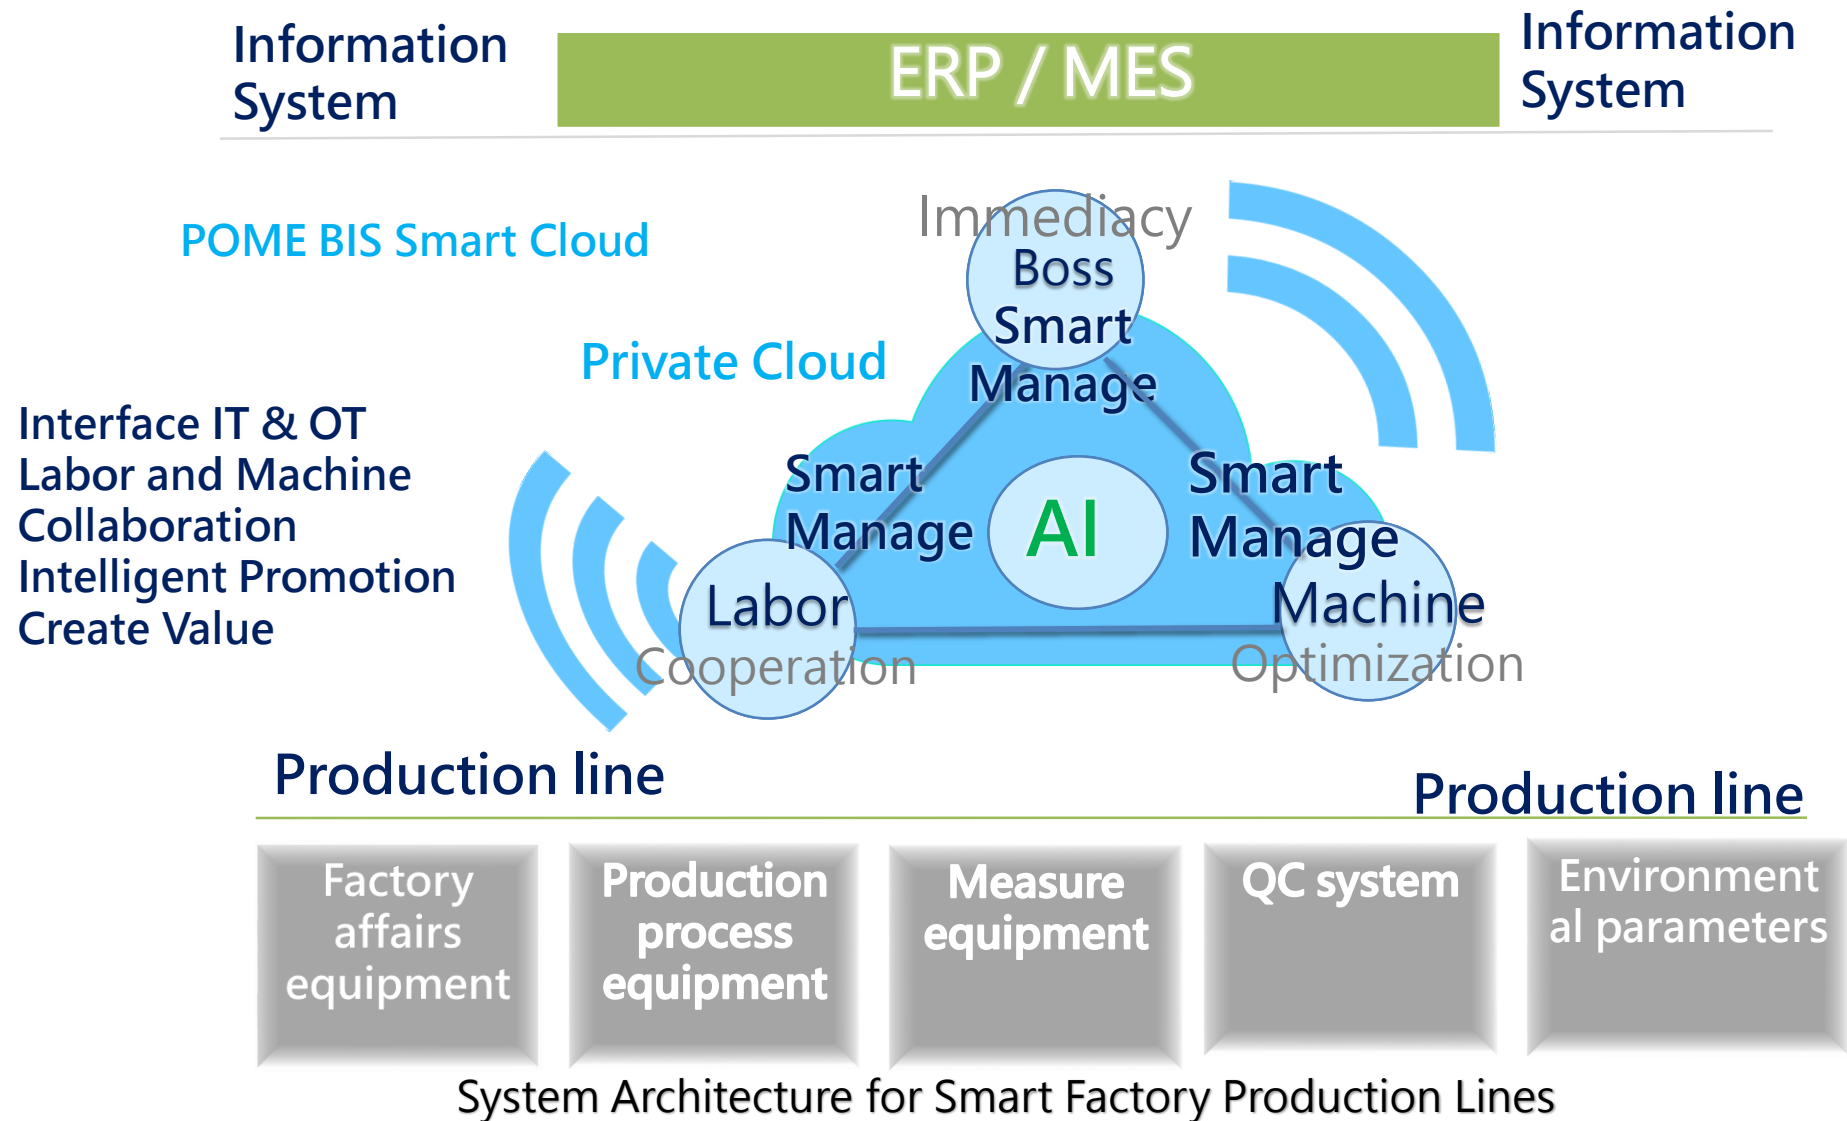 Information
System
ERP / MES
Information
System
POME BIS Smart Cloud
Private Cloud
Immediacy
Boss
Smart
Manage
Interface IT & OT
Labor and Machine
Collaboration
Intelligent Promotion
Create Value
Smart
Manage
AI
Smart
Manage
Labor
Cooperation
Machine
Optimization
Production line
Production line
Factory
affairs
equipment
Production
process
equipment
Measure
equipment
QC system
Environment
al parameters
System Architecture for Smart Factory Production Lines